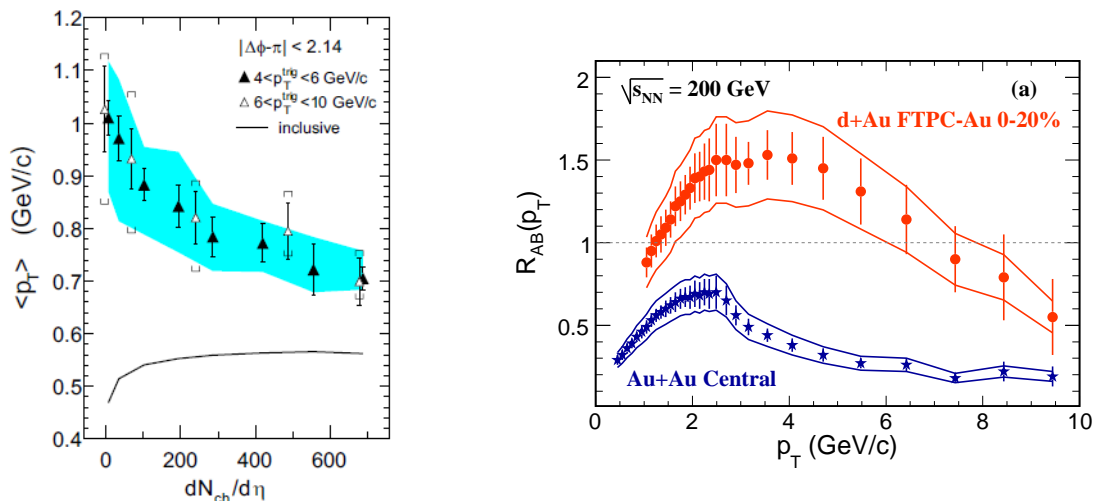 1.2
1.1
1
0.9
0.8
0.7
0.6
0.5
0.4
<p_T> (GeV/c)
|Δϕ-π| < 2.14
▲ 4<p_T^trig<6 GeV/c
△ 6<p_T^trig<10 GeV/c
inclusive
0 200 400 600
dN_ch/dη
2
1.5
1
0.5
R_AB(p_T)
√s_NN = 200 GeV
(a)
d+Au FTPC-Au 0-20%
Au+Au Central
0 2 4 6 8 10
p_T (GeV/c)